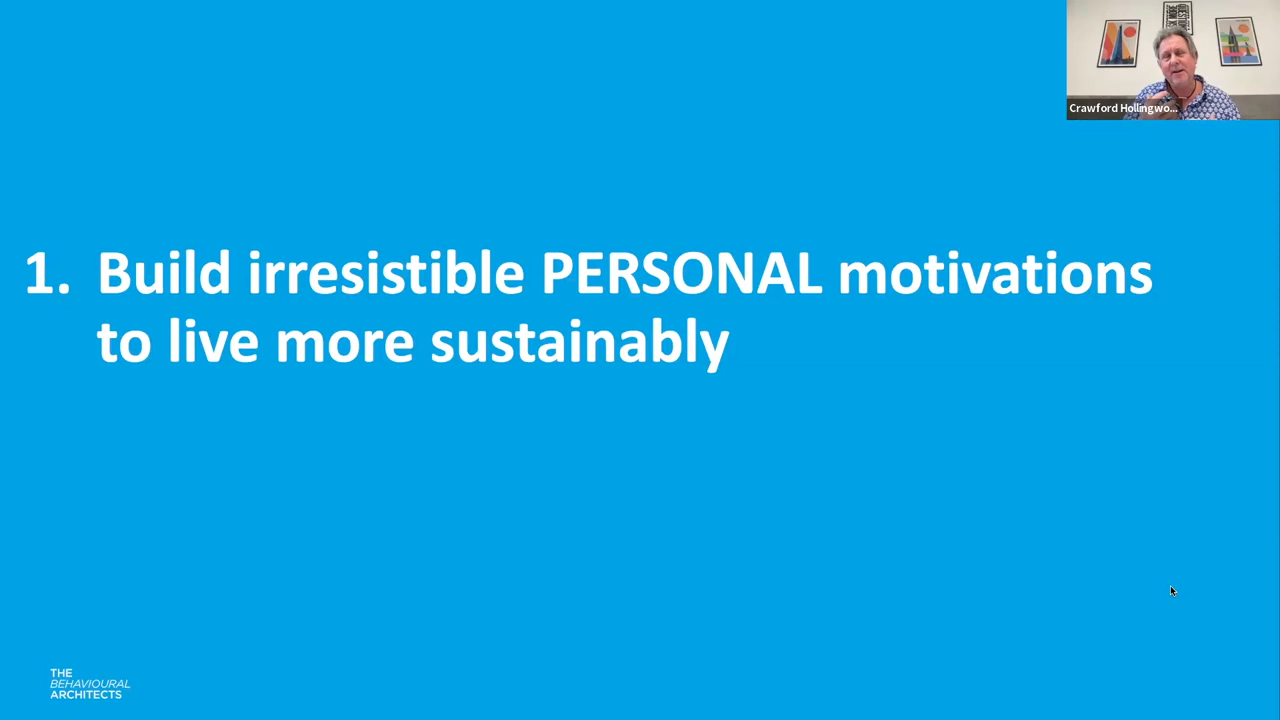 Crawford Hollingwo...
1. Build irresistible PERSONAL motivations
to live more sustainably
THE
BEHAVIOURAL
ARCHITECTS